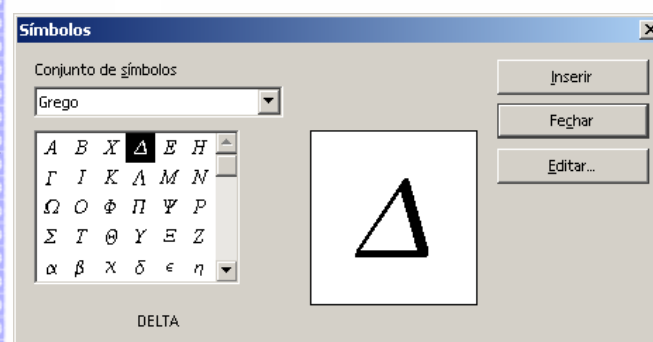 Símbolos
Conjunto de símbolos
Grego
Α Β Χ Δ Ε Η
Γ Ι Κ Λ Μ Ν
Ω Ο Φ Π Ψ Ρ
Σ Τ Θ Υ Ξ Ζ
α β χ δ ϵ η
DELTA
Δ
Inserir
Fechar
Editar...